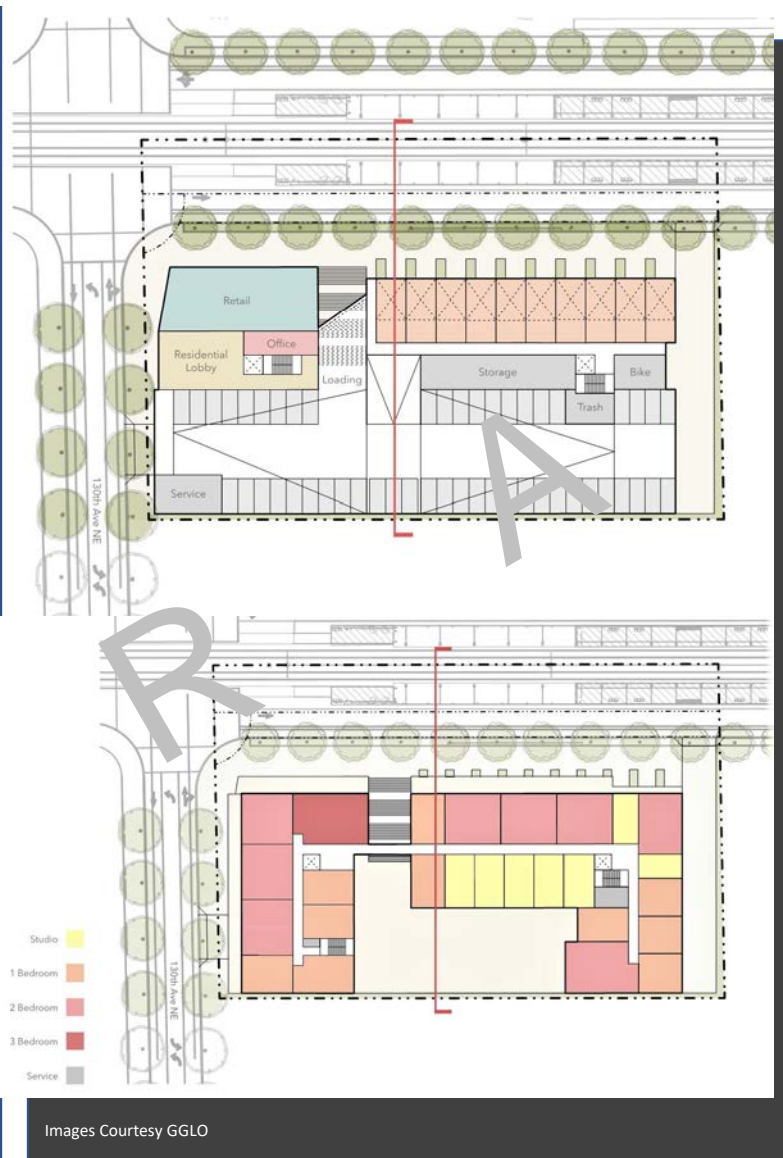 Retail
Office
Residential
Lobby
Loading
Storage
Bike
Trash
Service
130th Ave NE
A
R
Studio
1 Bedroom
2 Bedroom
3 Bedroom
Service
130th Ave NE
Images Courtesy GGLO